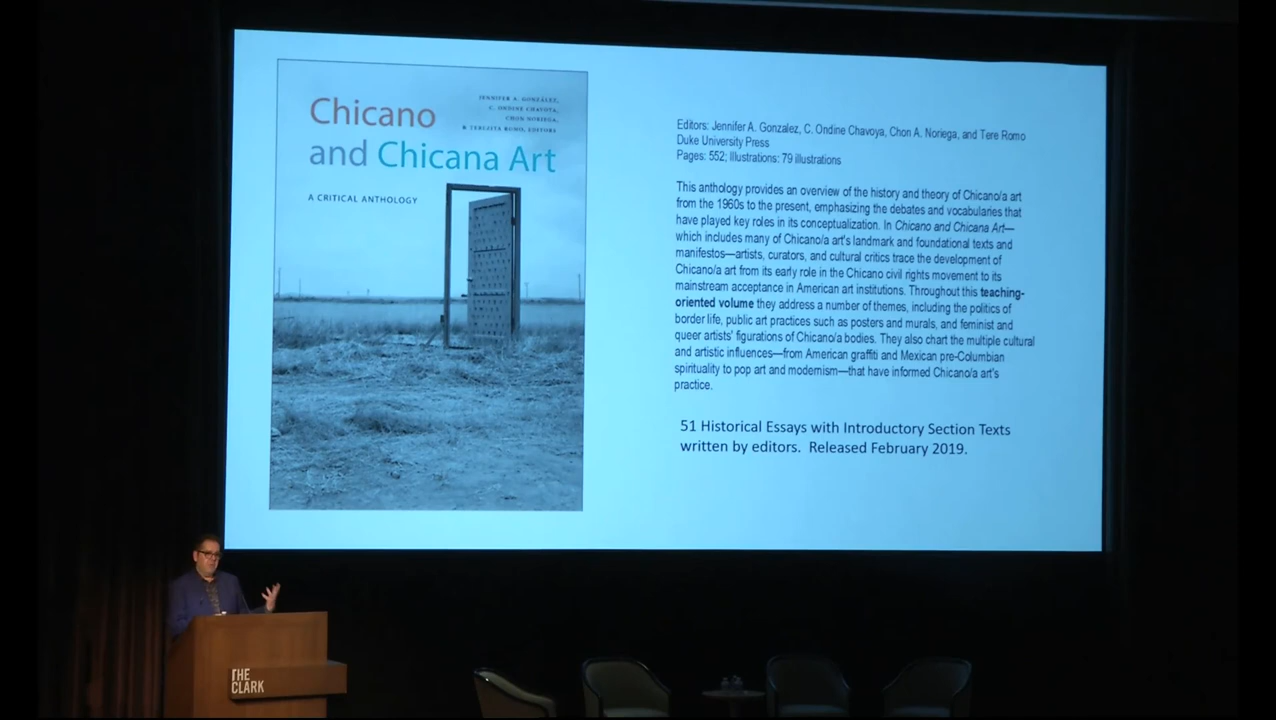 Chicano
and Chicana Art
JENNIFER A. GONZÁLEZ,
C. ONDINE CHAVOYA,
CHON NORIEGA,
& TEREZITA ROMO, EDITORS
A CRITICAL ANTHOLOGY
Editors: Jennifer A. Gonzalez, C. Ondine Chavoya, Chon A. Noriega, and Tere Romo
Duke University Press
Pages: 552; Illustrations: 79 illustrations
This anthology provides an overview of the history and theory of Chicano/a art
from the 1960s to the present, emphasizing the debates and vocabularies that
have played key roles in its conceptualization. In Chicano and Chicana Art—
which includes many of Chicano/a art's landmark and foundational texts and
manifestos—artists, curators, and cultural critics trace the development of
Chicano/a art from its early role in the Chicano civil rights movement to its
mainstream acceptance in American art institutions. Throughout this teaching-
oriented volume they address a number of themes, including the politics of
border life, public art practices such as posters and murals, and feminist and
queer artists' figurations of Chicano/a bodies. They also chart the multiple cultural
and artistic influences—from American graffiti and Mexican pre-Columbian
spirituality to pop art and modernism—that have informed Chicano/a art's
practice.
51 Historical Essays with Introductory Section Texts
written by editors. Released February 2019.
THE
CLARK